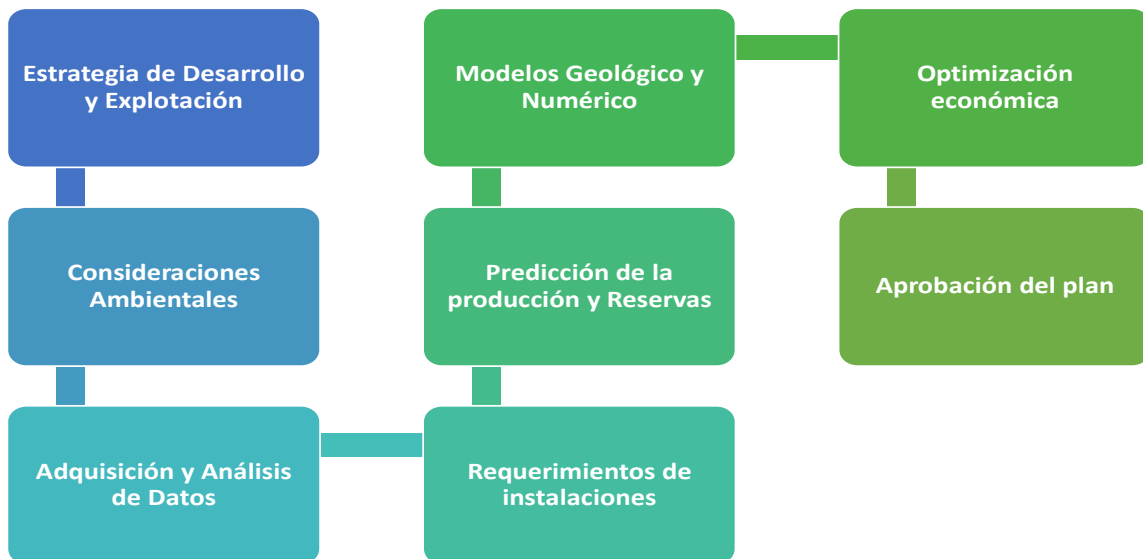 Estrategia de Desarrollo
y Explotación
Consideraciones
Ambientales
Adquisición y Análisis
de Datos
Requerimientos de
instalaciones
Predicción de la
producción y Reservas
Modelos Geológico y
Numérico
Optimización
económica
Aprobación del plan